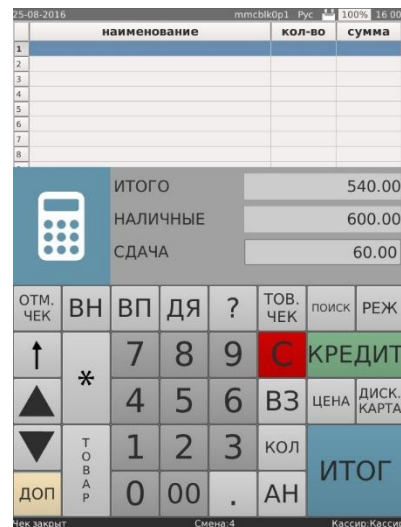 25-08-2016 mmcblk0p1 Рус 100% 16:00
наименование кол-во сумма
1
2
3
4
5
6
7
8
ИТОГО 540.00
НАЛИЧНЫЕ 600.00
СДАЧА 60.00
ОТМ. ЧЕК ВН ВП ДЯ ? ТОВ. ЧЕК ПОИСК РЕЖ
↑ * 7 8 9 С КРЕДИТ
4 5 6 ВЗ ЦЕНА ДИСК. КАРТА
ТОВАР 1 2 3 КОЛ ИТОГ
ДОП 0 00 . АН
Чек закрыт Смена:4 Кассир:Кассир